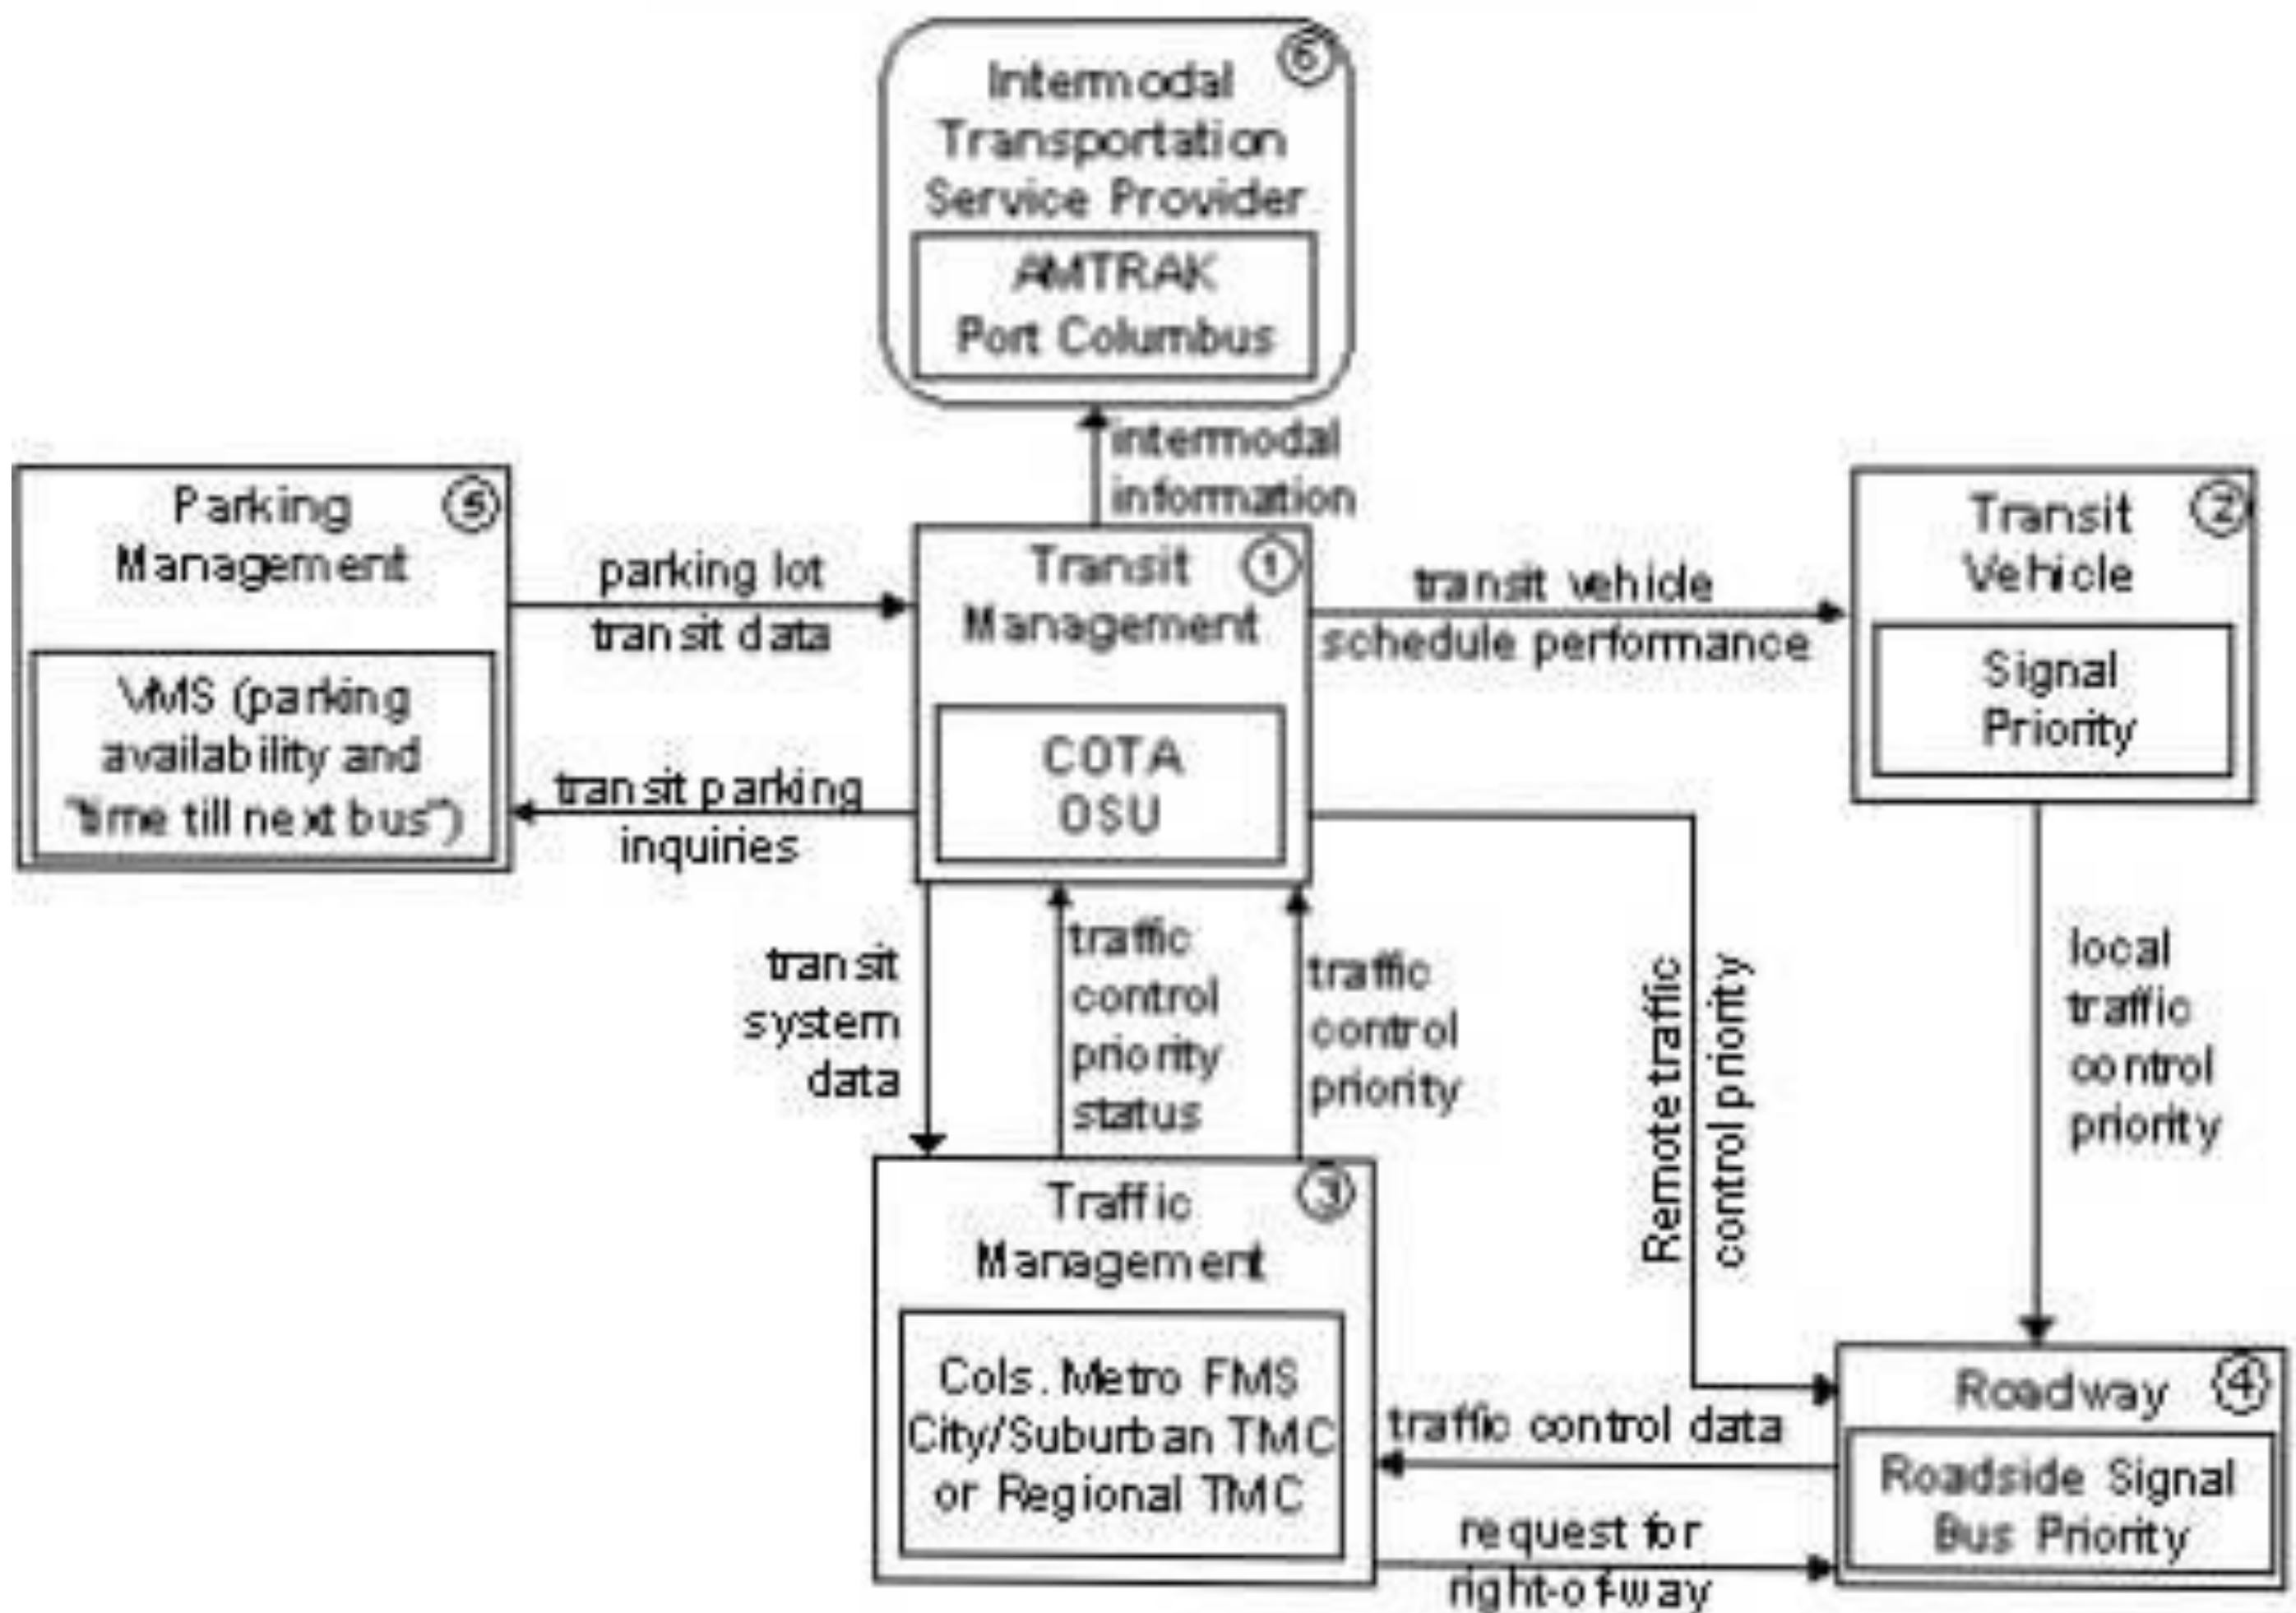 6
Intermodal
Transportation
Service Provider
AMTRAK
Port Columbus
intermodal
information
Parking
Management
5
VMS (parking
availability and
"time till next bus")
parking lot
transit data
transit parking
inquiries
Transit
Management
1
COTA
OSU
transit vehicle
schedule performance
Transit
Vehicle
2
Signal
Priority
transit
system
data
traffic
control
priority
status
traffic
control
priority
Remote traffic
control priority
local
traffic
control
priority
Traffic
Management
3
Cols. Metro FMS
City/Suburban TMC
or Regional TMC
traffic control data
request for
right-of-way
Roadway
4
Roadside Signal
Bus Priority